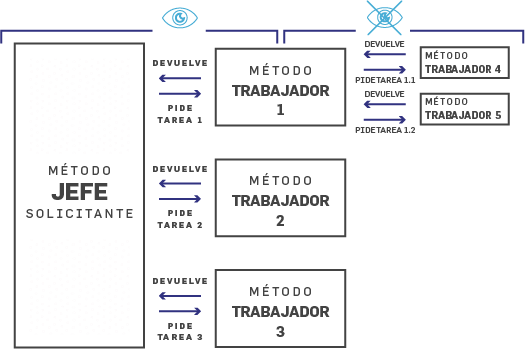 MÉTODO
JEFE
SOLICITANTE
DEVUELVE
PIDE
TAREA 1
MÉTODO
TRABAJADOR
1
DEVUELVE
PIDETAREA 1.1
MÉTODO
TRABAJADOR 4
DEVUELVE
PIDETAREA 1.2
MÉTODO
TRABAJADOR 5
DEVUELVE
PIDE
TAREA 2
MÉTODO
TRABAJADOR
2
DEVUELVE
PIDE
TAREA 3
MÉTODO
TRABAJADOR
3